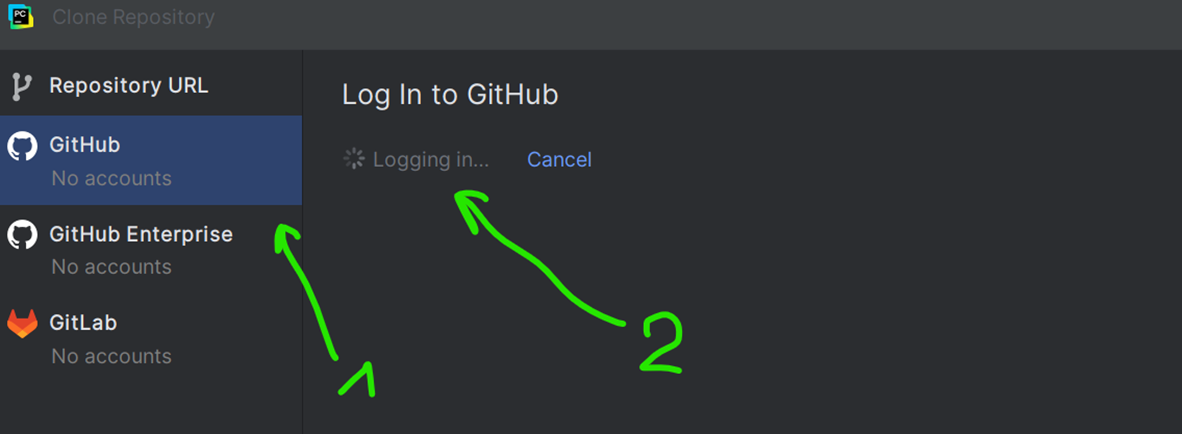 PC
Clone Repository
Repository URL
GitHub
No accounts
GitHub Enterprise
No accounts
GitLab
No accounts
Log In to GitHub
Logging in... Cancel
1
2